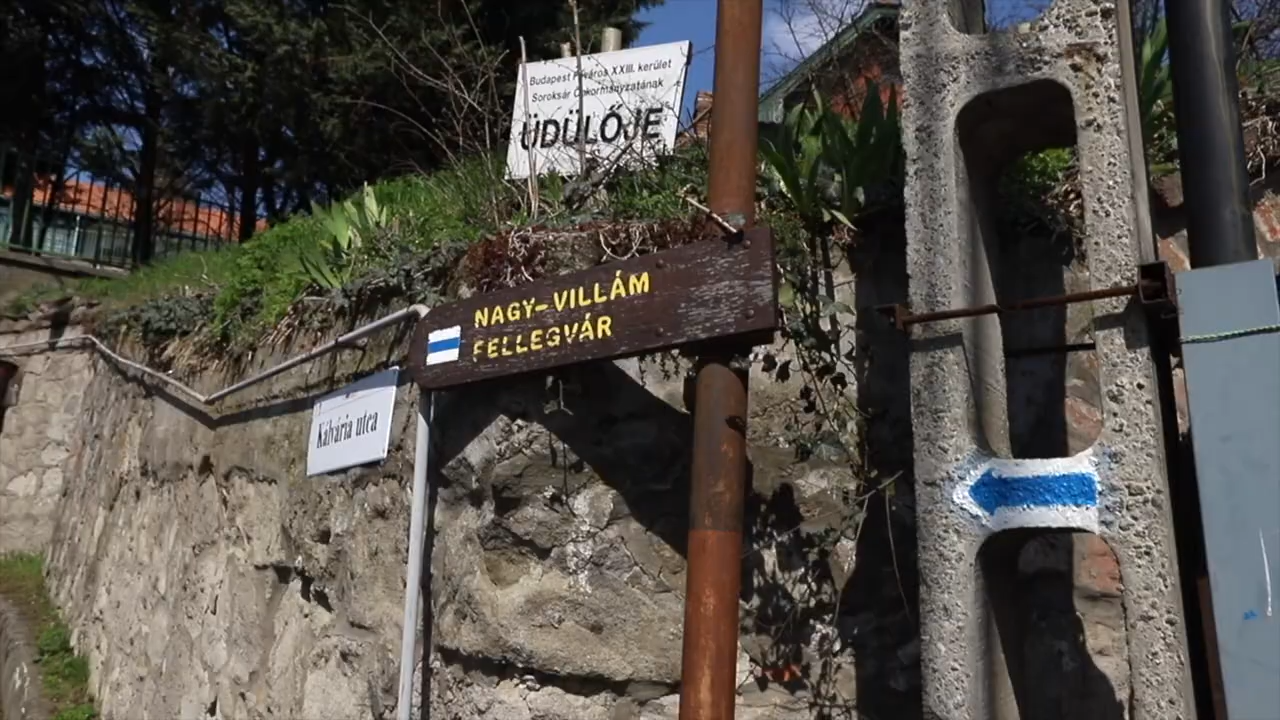 Budapest Főváros XXIII. kerület
Soroksár Önkormányzatának
ÜDÜLŐJE
NAGY-VILLÁM
FELLEGVÁR
Kálvária utca